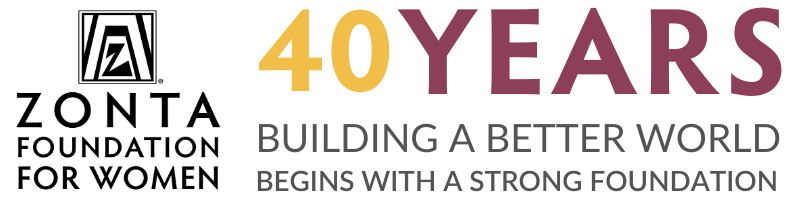 ZONTA
FOUNDATION
FOR WOMEN
40YEARS
BUILDING A BETTER WORLD
BEGINS WITH A STRONG FOUNDATION